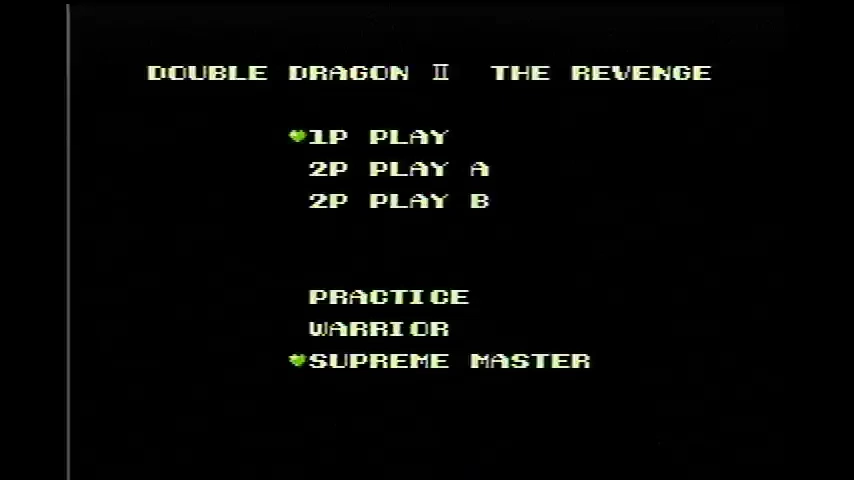 DOUBLE DRAGON II THE REVENGE
1P PLAY
2P PLAY A
2P PLAY B
PRACTICE
WARRIOR
SUPREME MASTER